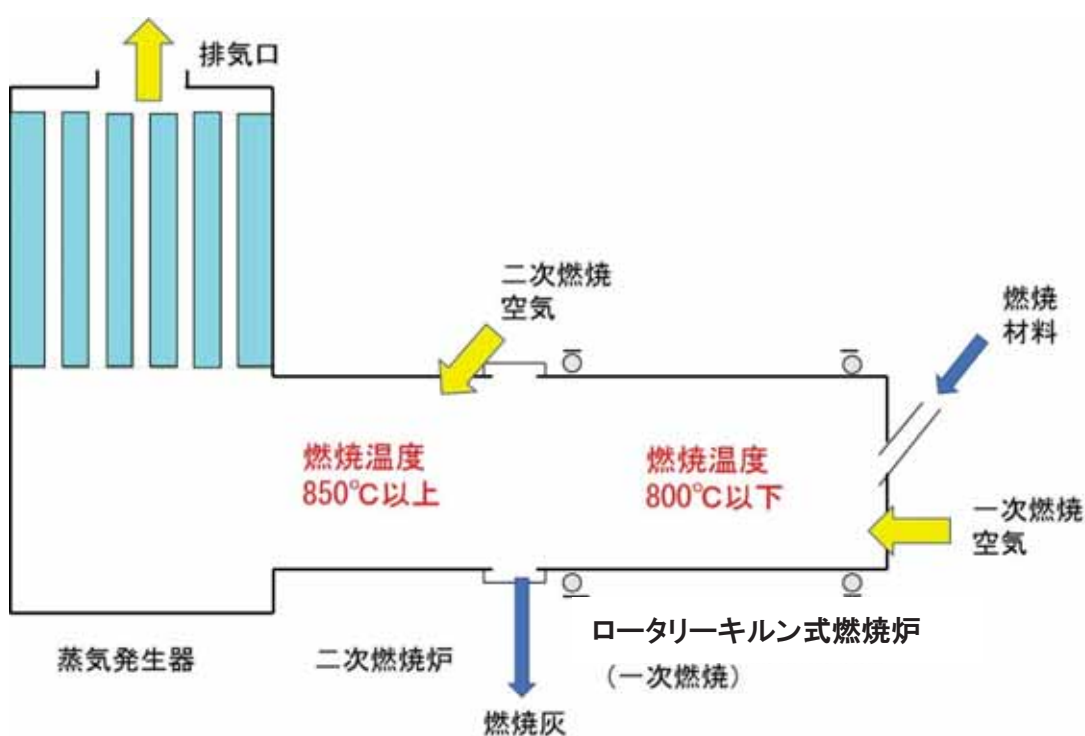 排気口
二次燃焼
空気
燃焼
材料
燃焼温度
850℃以上
燃焼温度
800℃以下
一次燃焼
空気
ロータリーキルン式燃焼炉
(一次燃焼)
蒸気発生器
二次燃焼炉
燃焼灰